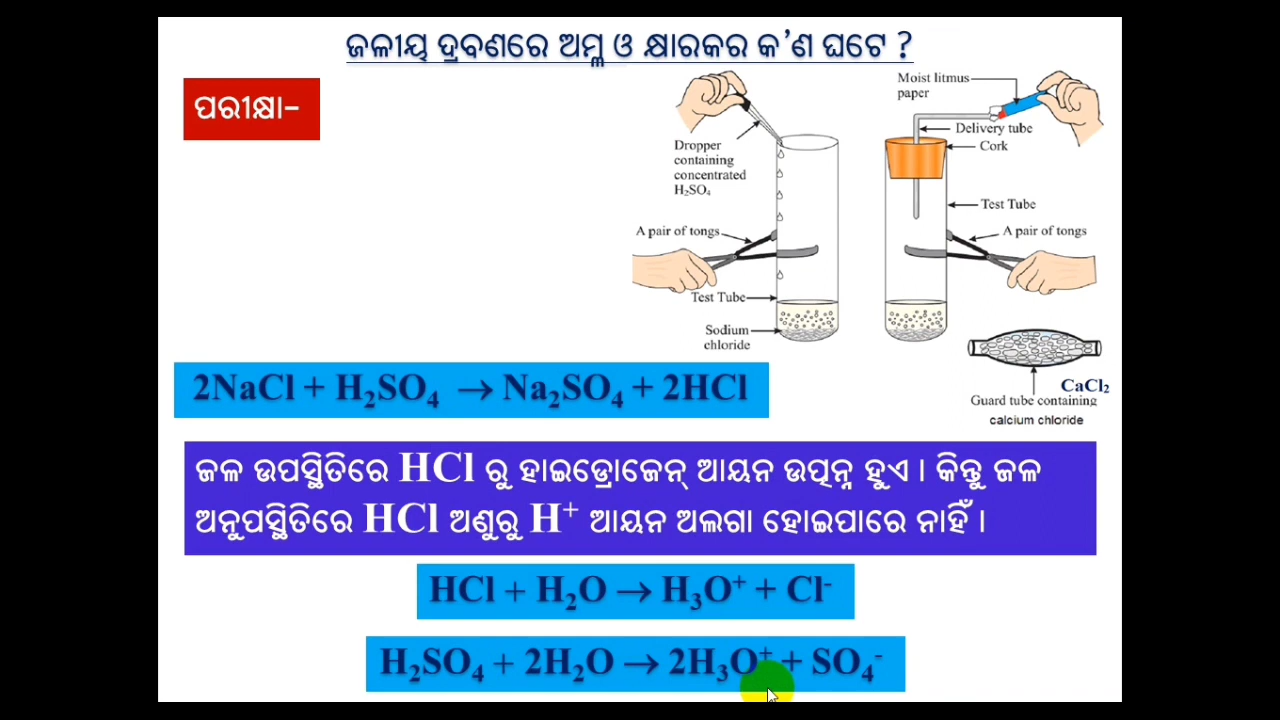 ଜଳୀୟ ଦ୍ରବଣରେ ଅମ୍ଳ ଓ କ୍ଷାରକର କ'ଣ ଘଟେ ?
ପରୀକ୍ଷା–
Moist litmus
paper
Delivery tube
Cork
Dropper
containing
concentrated
H₂SO₄
Test Tube
A pair of tongs
A pair of tongs
Test Tube
Sodium
chloride
CaCl₂
Guard tube containing
calcium chloride
2NaCl + H₂SO₄ → Na₂SO₄ + 2HCl
ଜଳ ଉପସ୍ଥିତିରେ HCl ରୁ ହାଇଡ୍ରୋଜେନ୍ ଆୟନ ଉତ୍ପନ୍ନ ହୁଏ । କିନ୍ତୁ ଜଳ
ଅନୁପସ୍ଥିତିରେ HCl ଅଣୁରୁ H⁺ ଆୟନ ଅଲଗା ହୋଇପାରେ ନାହିଁ ।
HCl + H₂O → H₃O⁺ + Cl⁻
H₂SO₄ + 2H₂O → 2H₃O⁺ + SO₄⁻